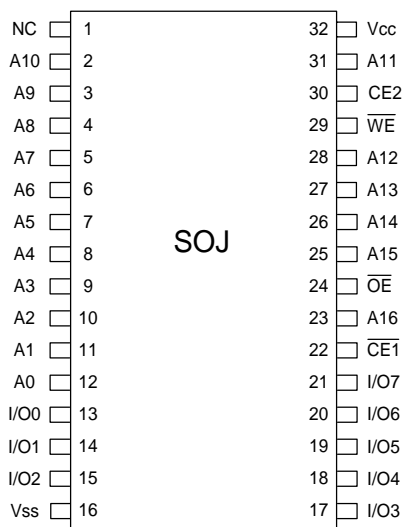 NC 1 32 Vcc
A10 2 31 A11
A9 3 30 CE2
A8 4 29 W̅E̅
A7 5 28 A12
A6 6 27 A13
A5 7 26 A14
A4 8 25 A15
SOJ
A3 9 24 O̅E̅
A2 10 23 A16
A1 11 22 C̅E̅1̅
A0 12 21 I/O7
I/O0 13 20 I/O6
I/O1 14 19 I/O5
I/O2 15 18 I/O4
Vss 16 17 I/O3